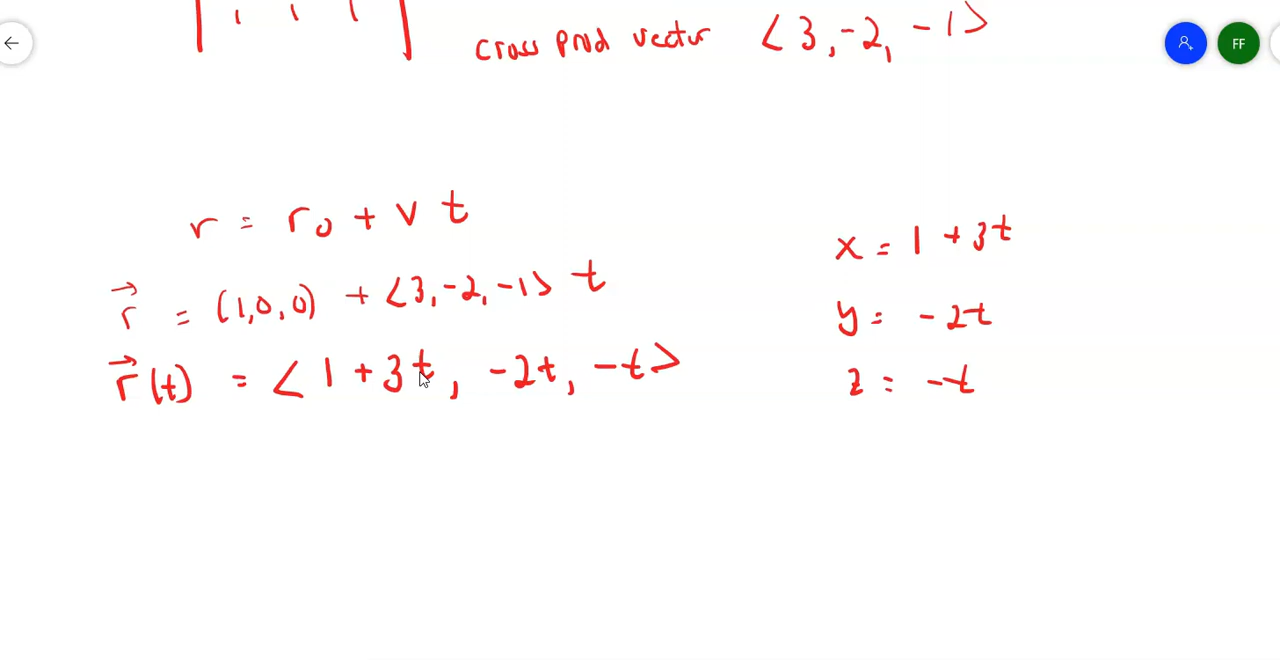 cross prod vector ⟨3, -2, -1⟩
FF
r = r₀ + v t
r⃗ = (1,0,0) + ⟨3, -2, -1⟩ t
r⃗(t) = ⟨1 + 3t, -2t, -t⟩
x = 1 + 3t
y = -2t
z = -t